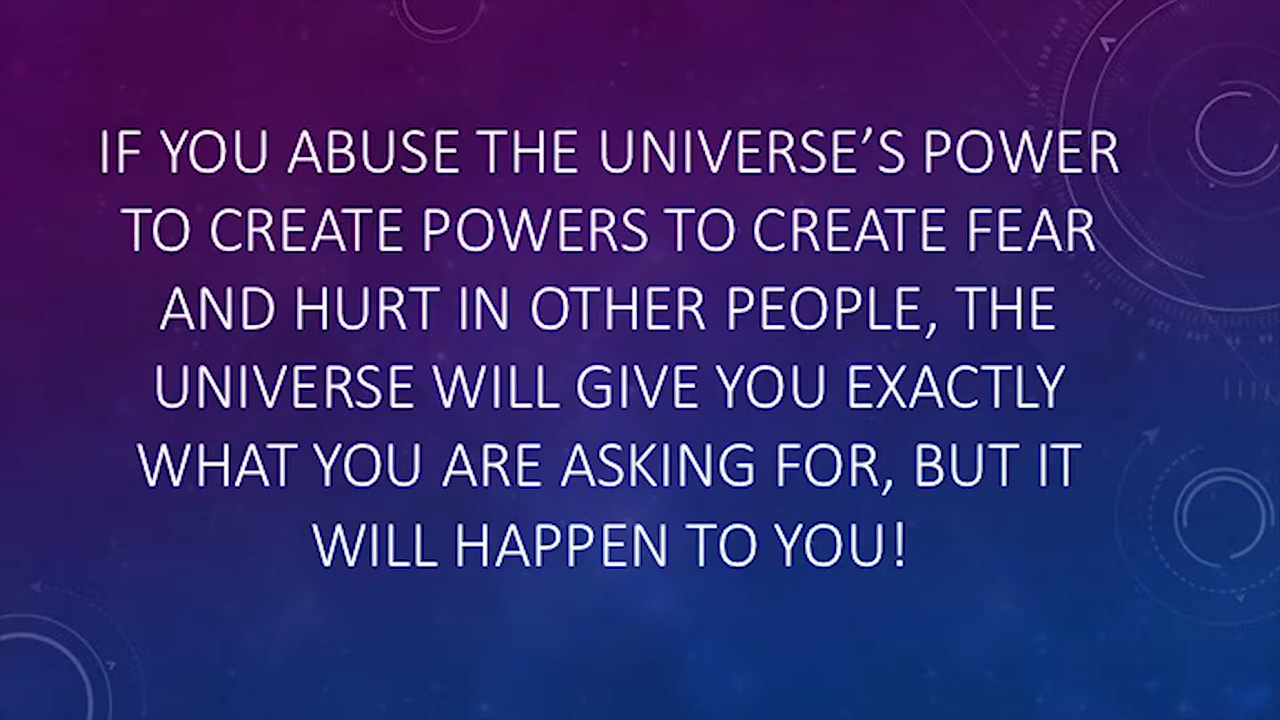 IF YOU ABUSE THE UNIVERSE’S POWER
TO CREATE POWERS TO CREATE FEAR
AND HURT IN OTHER PEOPLE, THE
UNIVERSE WILL GIVE YOU EXACTLY
WHAT YOU ARE ASKING FOR, BUT IT
WILL HAPPEN TO YOU!